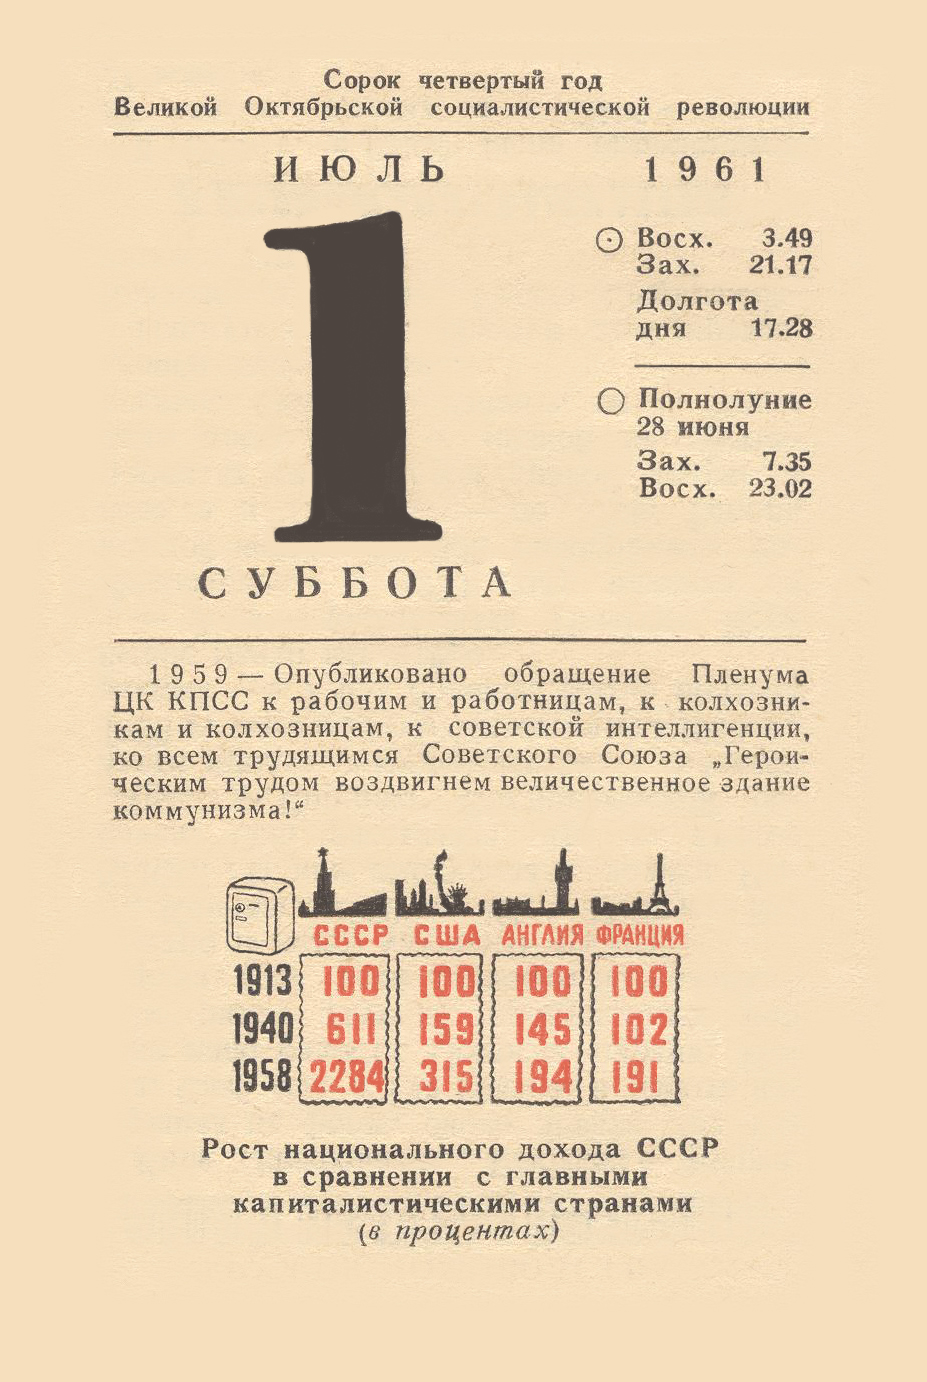 Сорок четвертый год
Великой Октябрьской социалистической революции
ИЮЛЬ 1961
1
Восх. 3.49
Зах. 21.17
Долгота
дня 17.28
Полнолуние
28 июня
Зах. 7.35
Восх. 23.02
СУББОТА
1959 — Опубликовано обращение Пленума
ЦК КПСС к рабочим и работницам, к колхозни-
кам и колхозницам, к советской интеллигенции,
ко всем трудящимся Советского Союза „Герои-
ческим трудом воздвигнем величественное здание
коммунизма!“
СССР США АНГЛИЯ ФРАНЦИЯ
1913 100 100 100 100
1940 611 159 145 102
1958 2284 315 194 191
Рост национального дохода СССР
в сравнении с главными
капиталистическими странами
(в процентах)